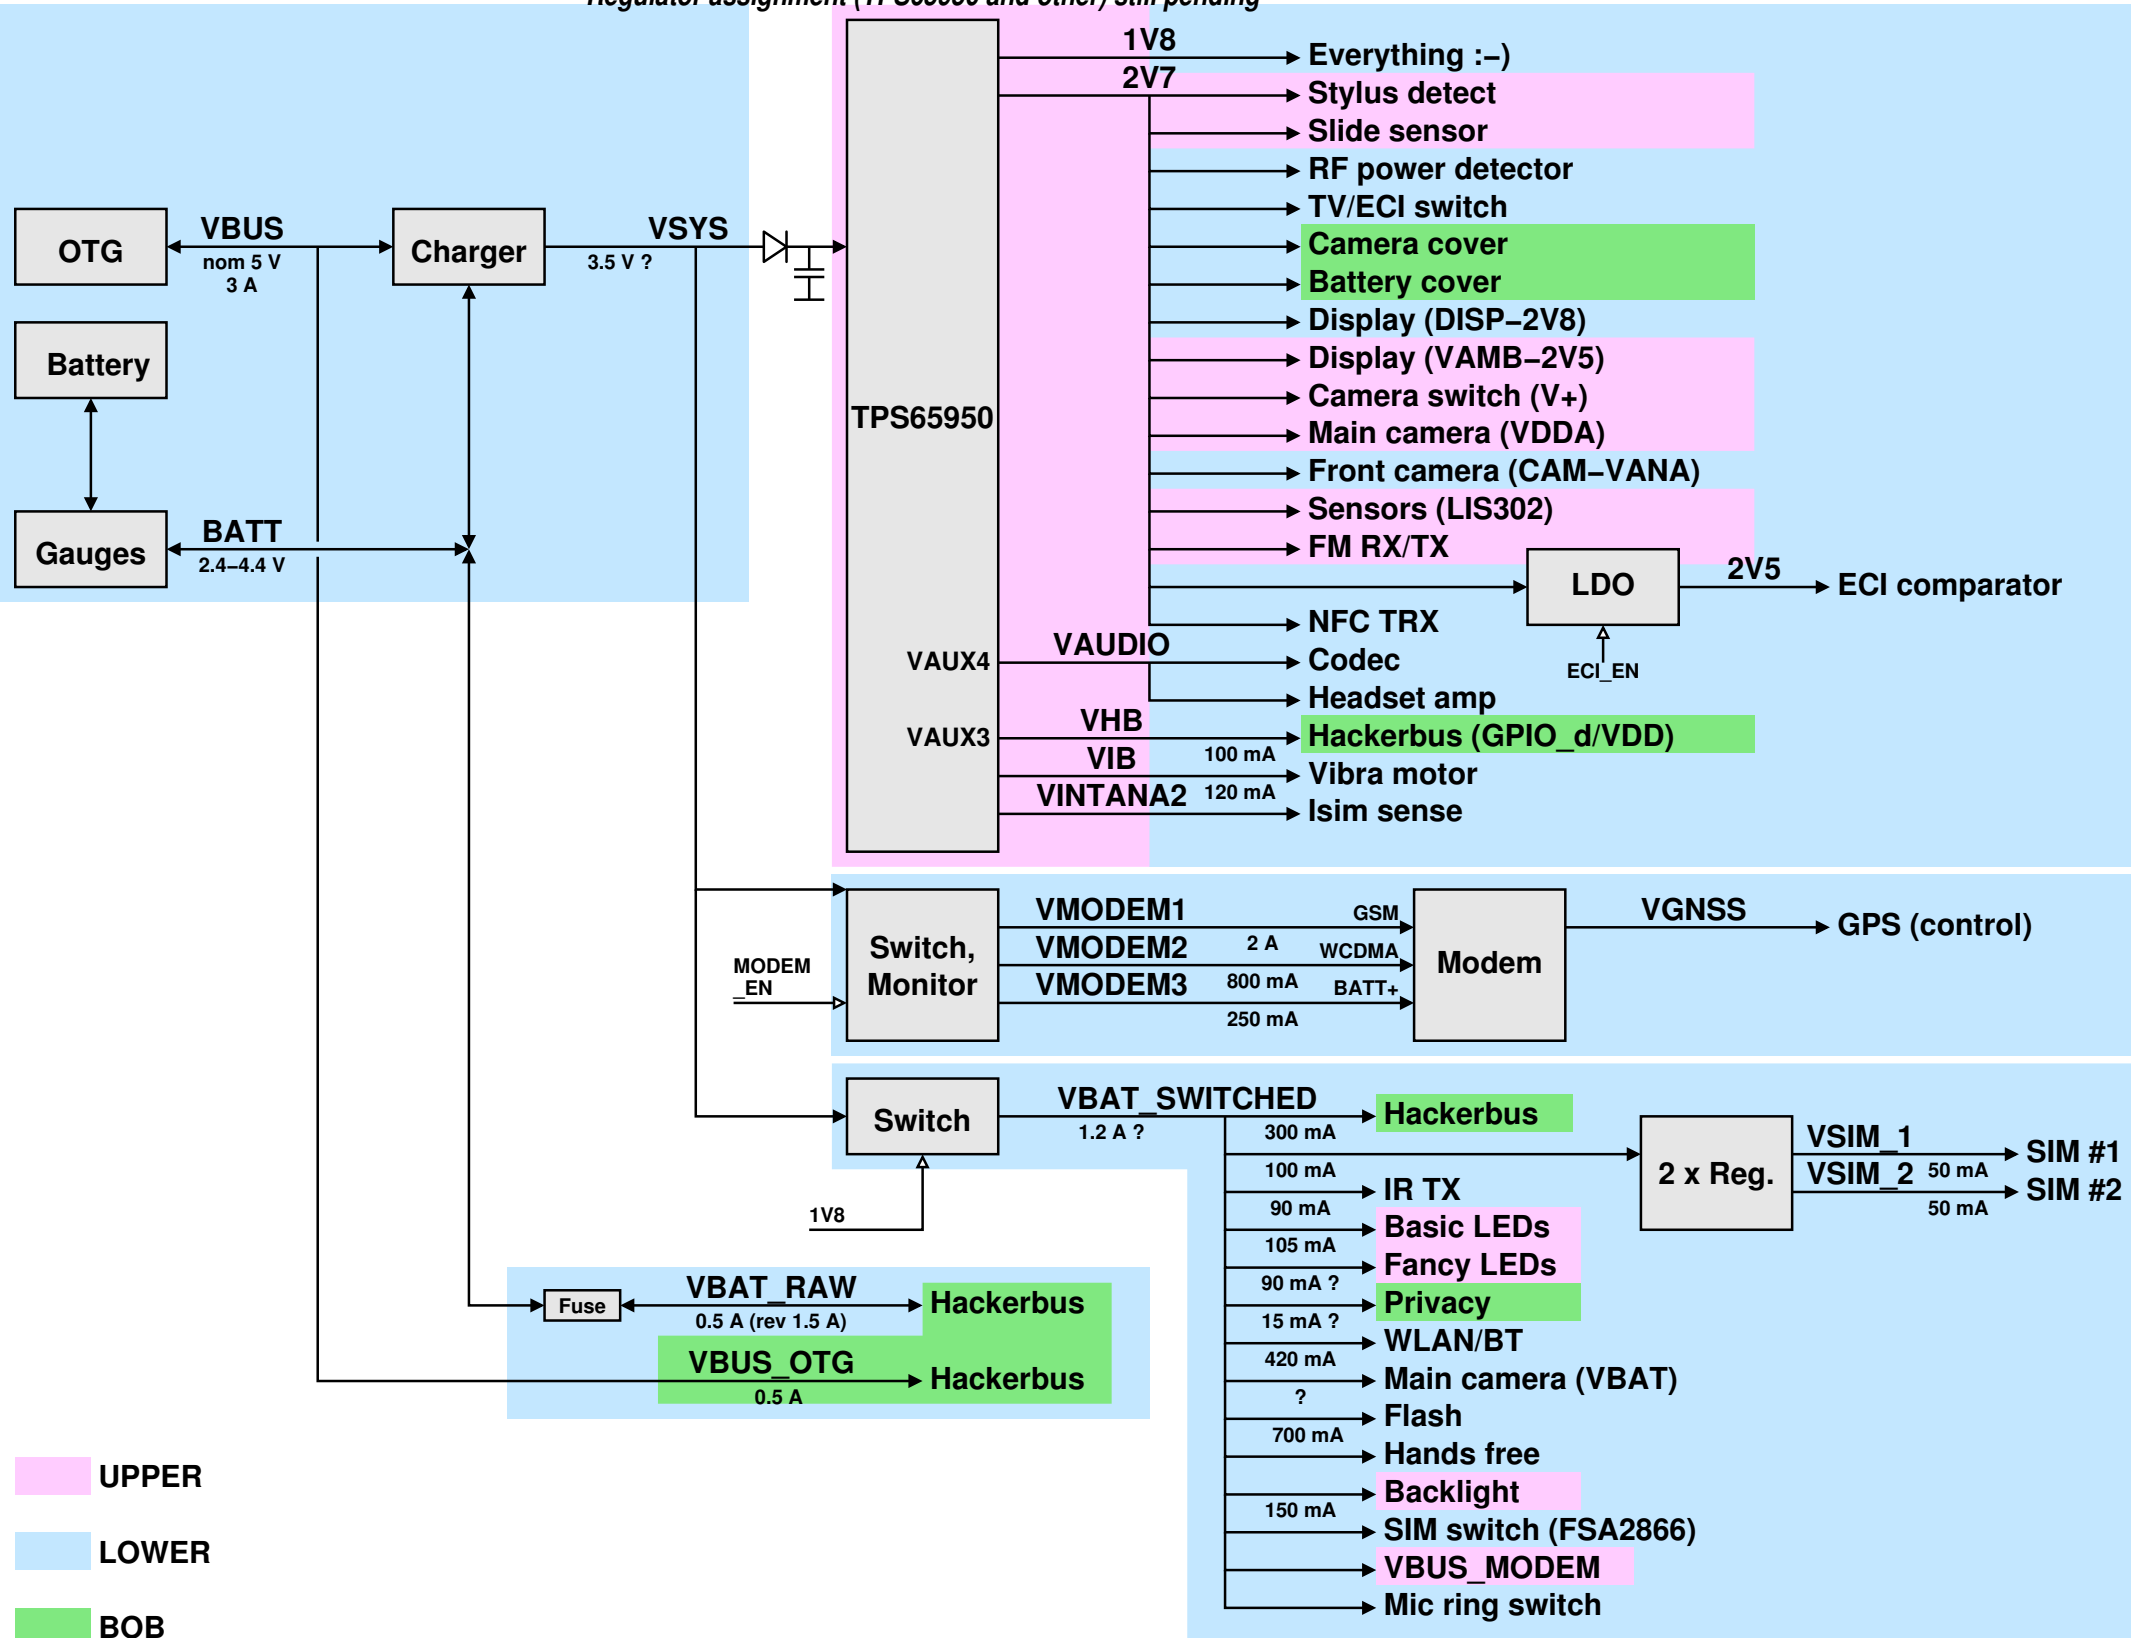 Regulator assignment (TPS65950 and other) still pending
1V8
Everything :–)
2V7
Stylus detect
Slide sensor
RF power detector
TV/ECI switch
Camera cover
Battery cover
Display (DISP–2V8)
Display (VAMB–2V5)
Camera switch (V+)
Main camera (VDDA)
Front camera (CAM–VANA)
Sensors (LIS302)
FM RX/TX
LDO
2V5
ECI comparator
ECI_EN
NFC TRX
OTG
VBUS
nom 5 V
3 A
Charger
VSYS
3.5 V ?
Battery
Gauges
BATT
2.4–4.4 V
TPS65950
VAUX4
VAUDIO
Codec
Headset amp
VAUX3
VHB
Hackerbus (GPIO_d/VDD)
100 mA
VIB
Vibra motor
120 mA
VINTANA2
Isim sense
MODEM
_EN
Switch,
Monitor
VMODEM1
GSM
2 A
VMODEM2
WCDMA
800 mA
VMODEM3
BATT+
250 mA
Modem
VGNSS
GPS (control)
Switch
1V8
VBAT_SWITCHED
1.2 A ?
Hackerbus
300 mA
100 mA
2 x Reg.
VSIM_1
50 mA
SIM #1
VSIM_2
50 mA
SIM #2
IR TX
90 mA
Basic LEDs
105 mA
Fancy LEDs
90 mA ?
Privacy
15 mA ?
WLAN/BT
420 mA
Main camera (VBAT)
?
Flash
700 mA
Hands free
Backlight
150 mA
SIM switch (FSA2866)
VBUS_MODEM
Mic ring switch
Fuse
VBAT_RAW
0.5 A (rev 1.5 A)
Hackerbus
VBUS_OTG
0.5 A
Hackerbus
UPPER
LOWER
BOB